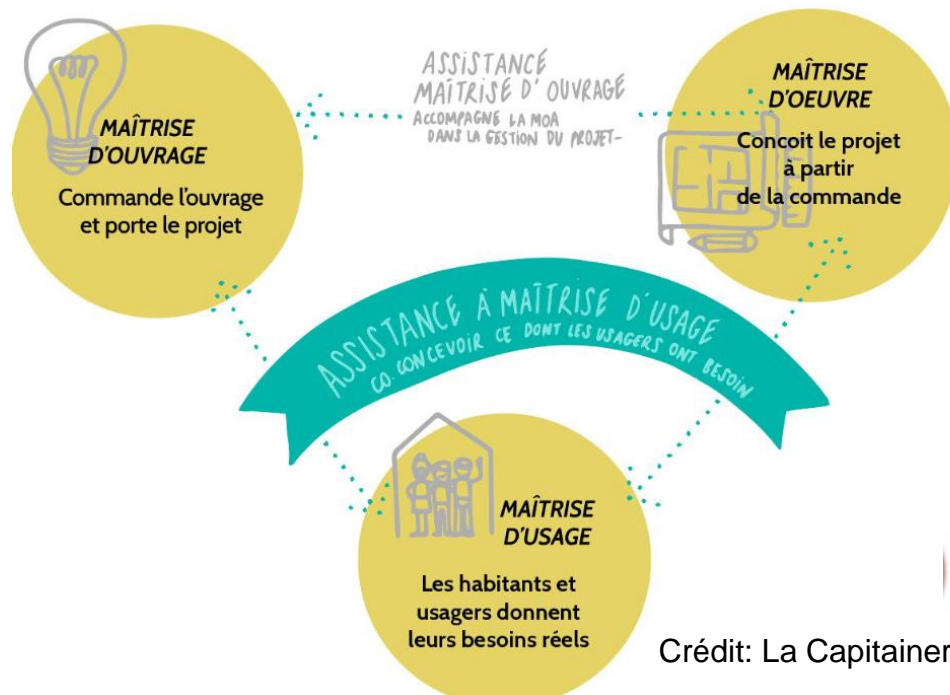 MAÎTRISE
D'OUVRAGE
Commande l'ouvrage
et porte le projet
ASSISTANCE
MAÎTRISE D'OUVRAGE
ACCOMPAGNE LA MOA
DANS LA GESTION DU PROJET-
MAÎTRISE
D'OEUVRE
Concoit le projet
à partir
de la commande
ASSISTANCE À MAÎTRISE D'USAGE
CO-CONCEVOIR CE DONT LES USAGERS ONT BESOIN
MAÎTRISE
D'USAGE
Les habitants et
usagers donnent
leurs besoins réels
Crédit: La Capitainer